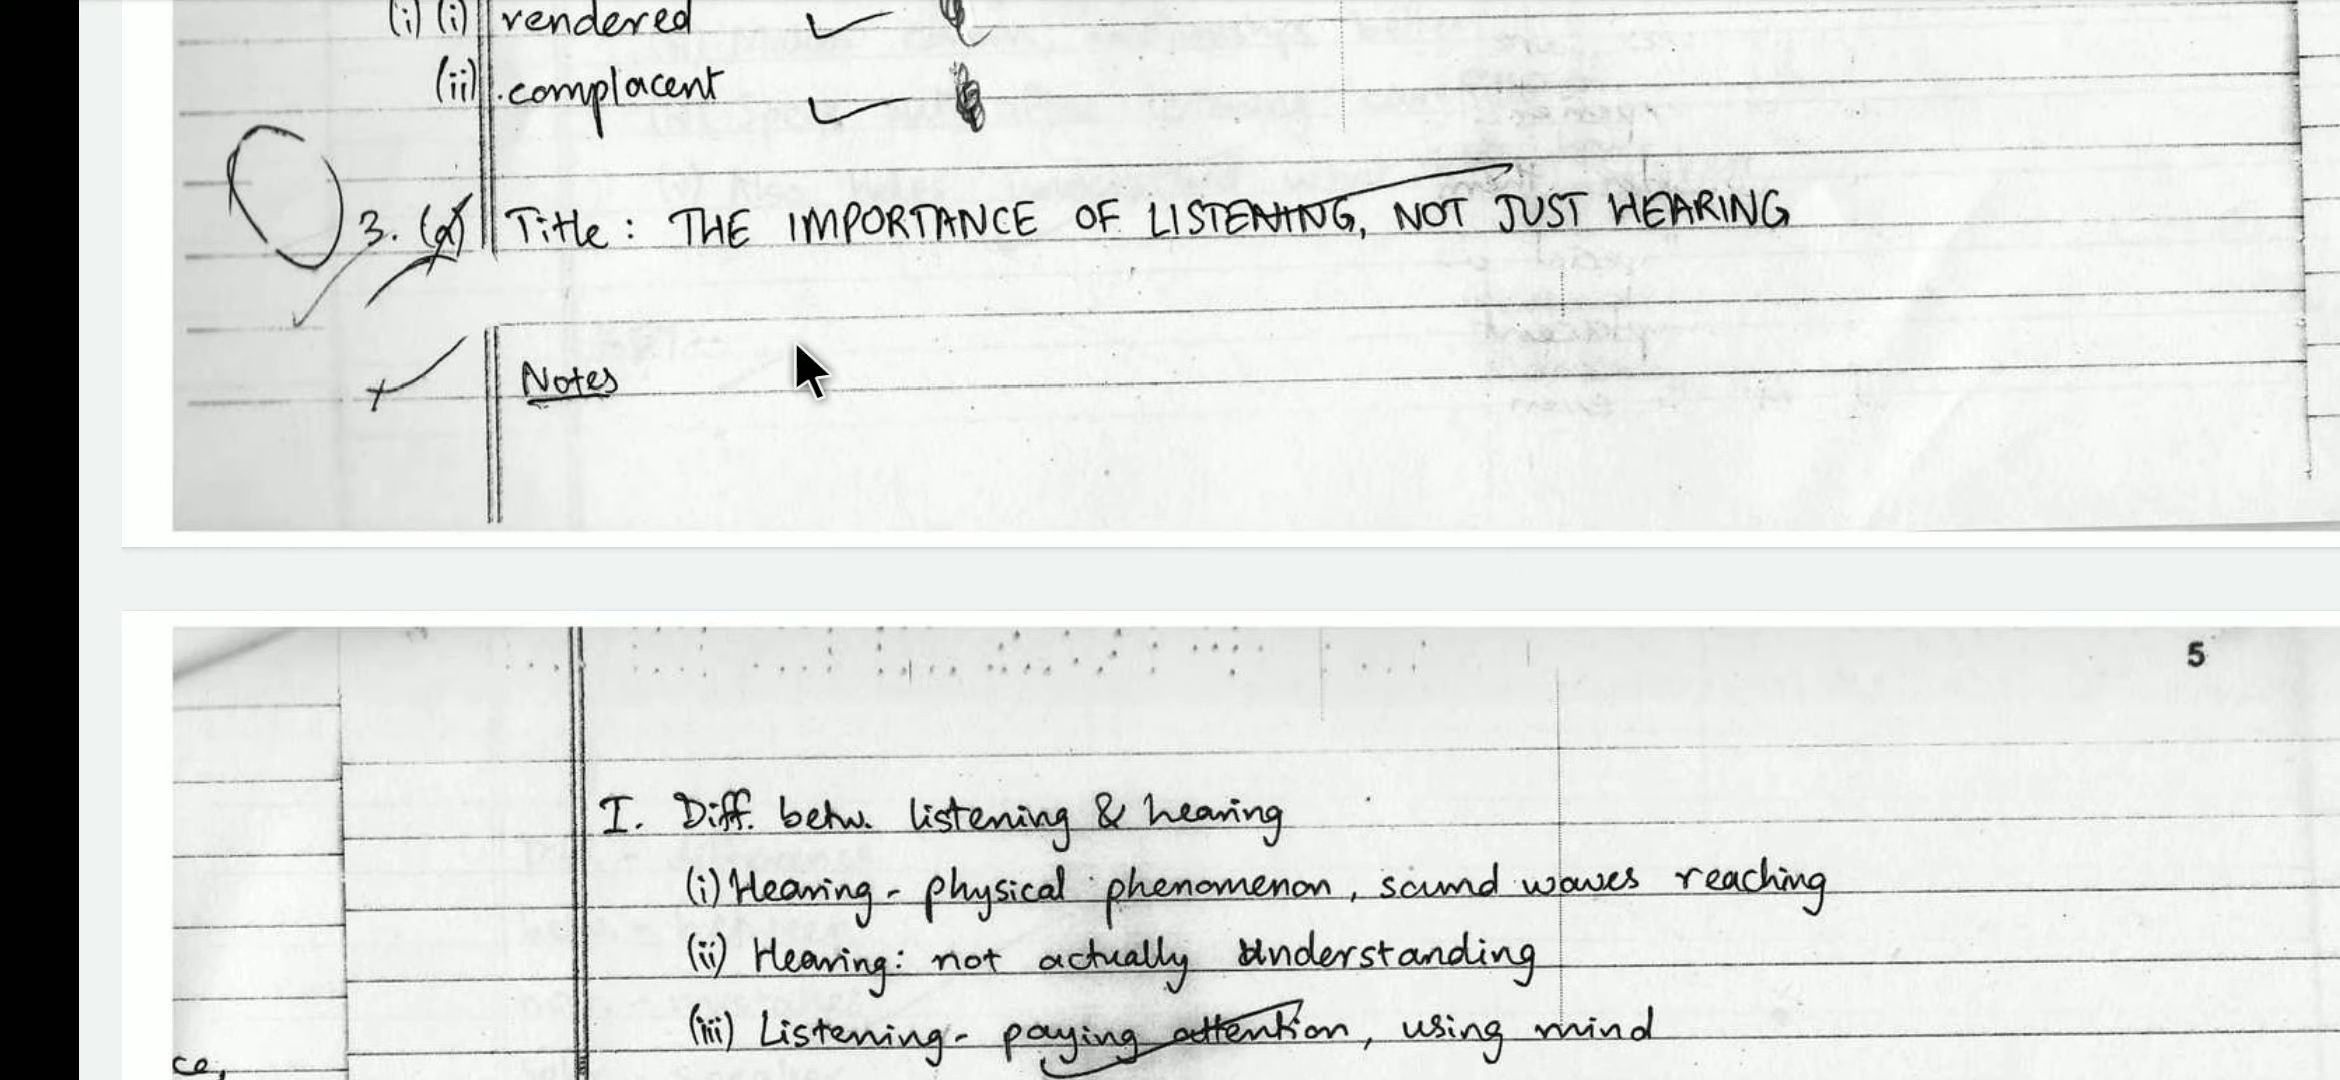 (i) (i) rendered
(ii) complacent
3. (a) Title : THE IMPORTANCE OF LISTENING, NOT JUST HEARING
Notes
5
I. Diff. betw. listening & hearing
(i) Hearing - physical phenomenon, sound waves reaching
(ii) Hearing: not actually Understanding
(iii) Listening - paying attention, using mind
ce,